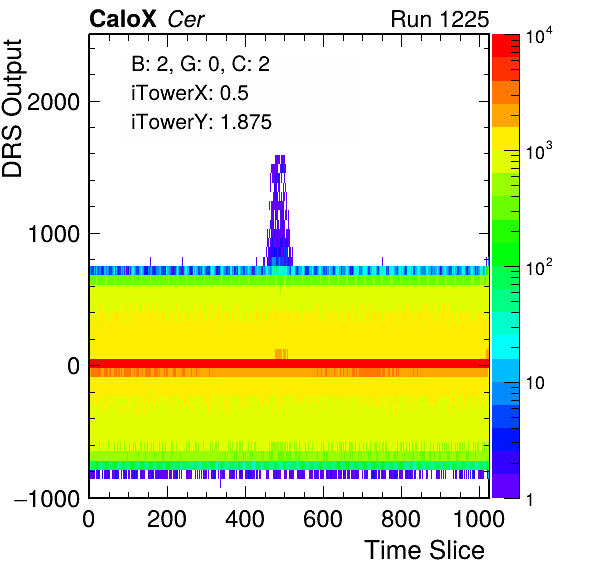 CaloX Cer Run 1225
B: 2, G: 0, C: 2
iTowerX: 0.5
iTowerY: 1.875
DRS Output
2000
1000
0
−1000
0 200 400 600 800 1000
Time Slice
10⁴
10³
10²
10
1